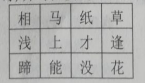 相 马 纸 草
浅 上 才 逢
蹄 能 没 花